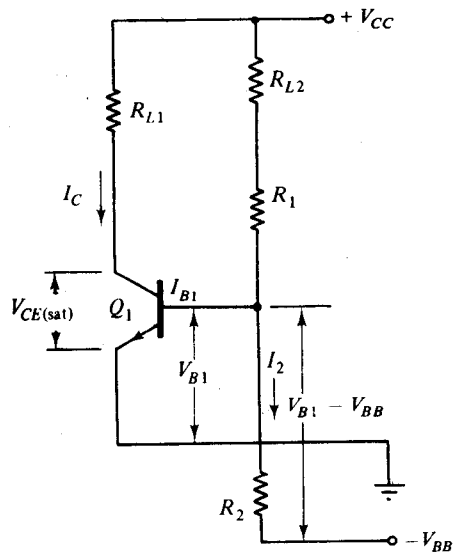 + V_CC
R_L2
R_L1
R_1
I_C
I_B1
V_CE(sat)
Q_1
V_B1
I_2
V_B1 − V_BB
R_2
−V_BB